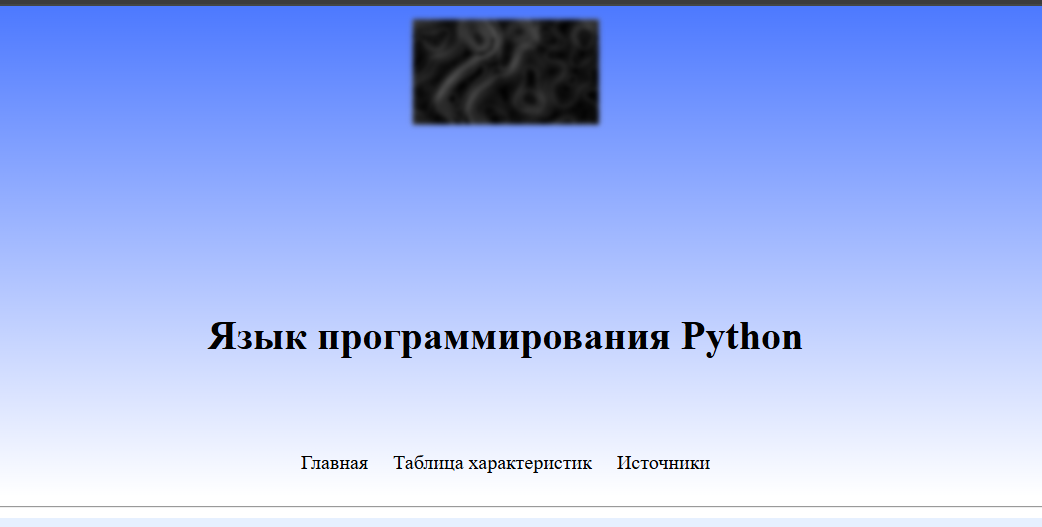 Язык программирования Python
Главная Таблица характеристик Источники